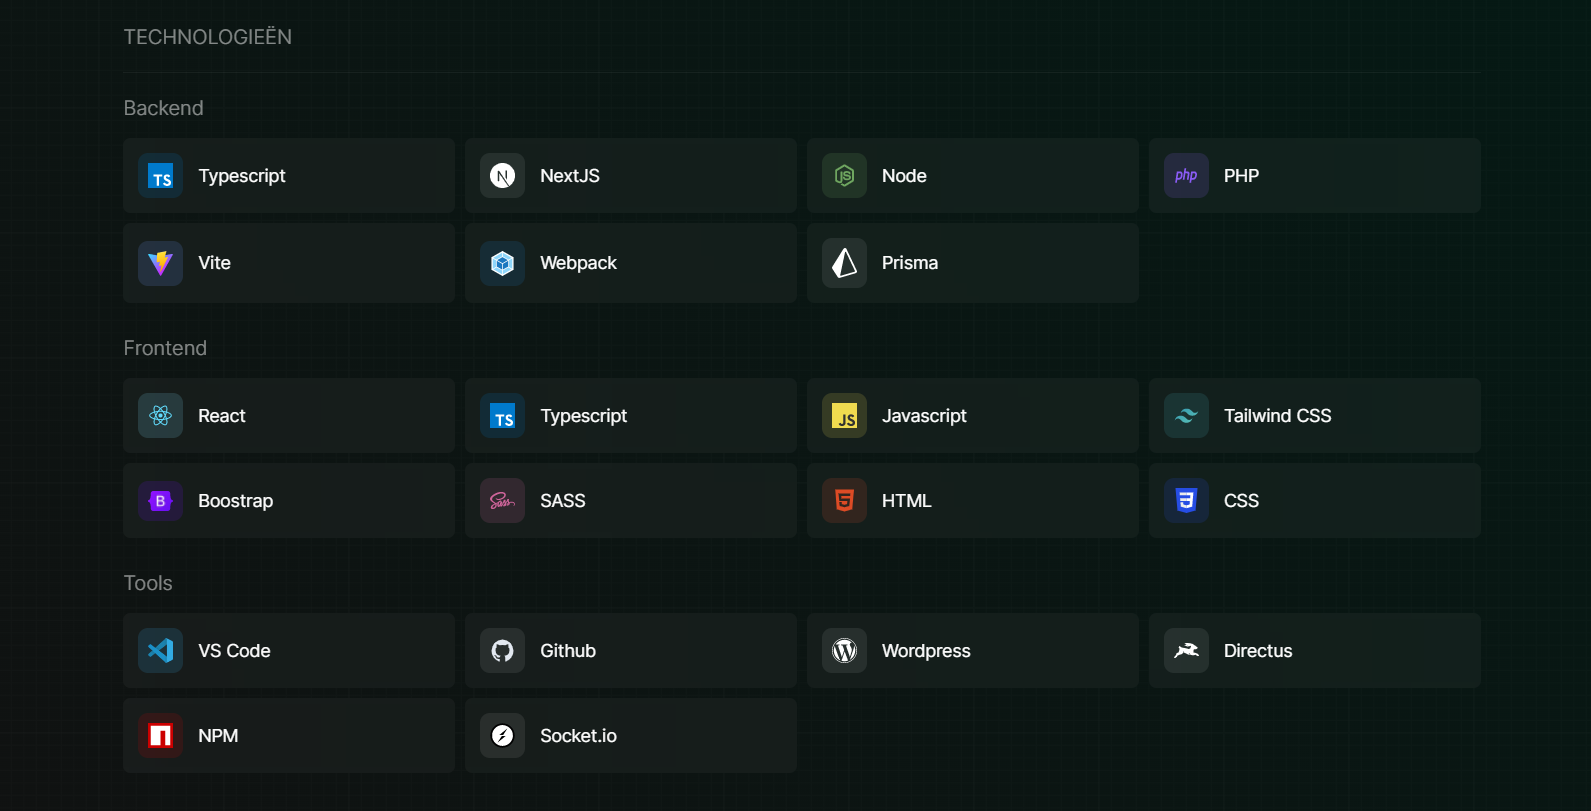 TECHNOLOGIEËN
Backend
TS Typescript
N NextJS
JS Node
php PHP
Vite
Webpack
Prisma
Frontend
React
TS Typescript
JS Javascript
Tailwind CSS
B Boostrap
Sass SASS
5 HTML
3 CSS
Tools
VS Code
Github
W Wordpress
Directus
n NPM
Socket.io